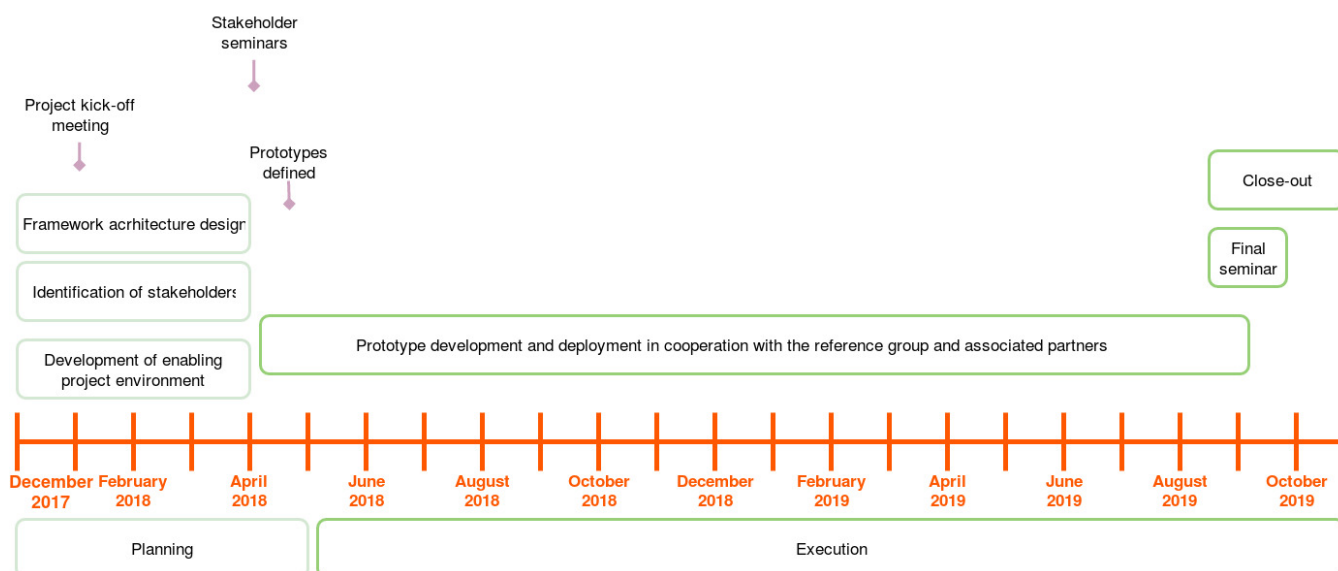 Stakeholder
seminars
Project kick-off
meeting
Prototypes
defined
Close-out
Framework acrhitecture design
Final
seminar
Identification of stakeholders
Prototype development and deployment in cooperation with the reference group and associated partners
Development of enabling
project environment
December
2017
February
2018
April
2018
June
2018
August
2018
October
2018
December
2018
February
2019
April
2019
June
2019
August
2019
October
2019
Planning
Execution